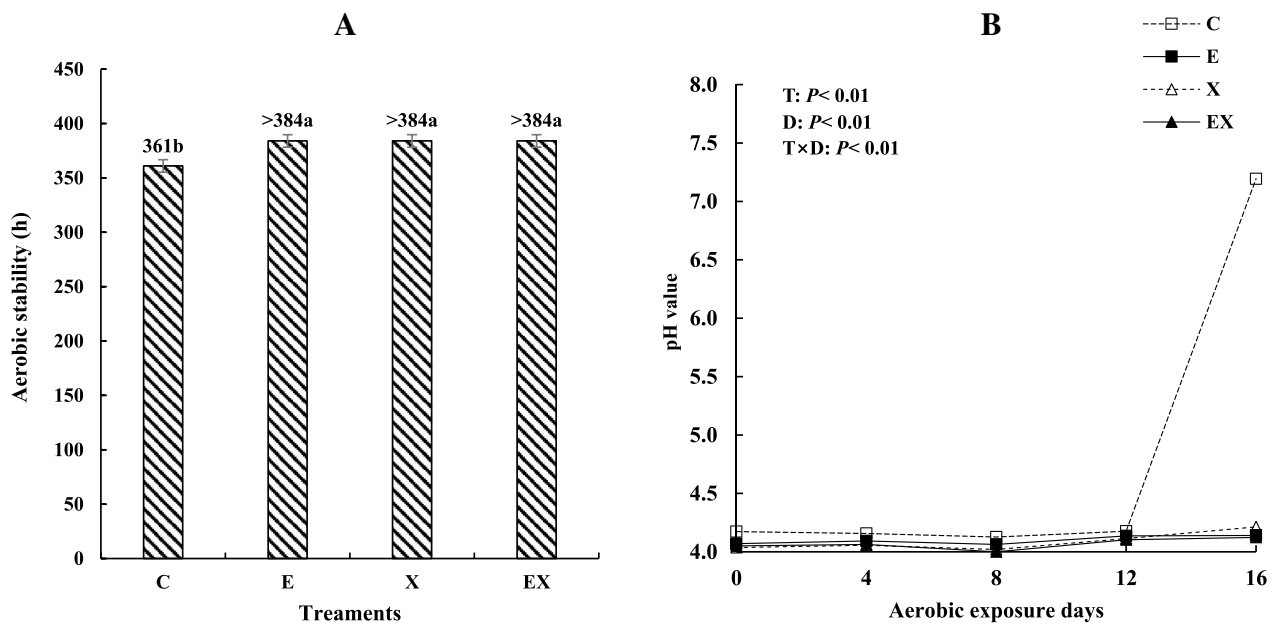 A
450
400
350
300
250
200
150
100
50
0
Aerobic stability (h)
361b
>384a
>384a
>384a
C
E
X
EX
Treaments
B
C
E
X
EX
T: P< 0.01
D: P< 0.01
T×D: P< 0.01
8.0
7.5
7.0
6.5
6.0
5.5
5.0
4.5
4.0
pH value
0
4
8
12
16
Aerobic exposure days